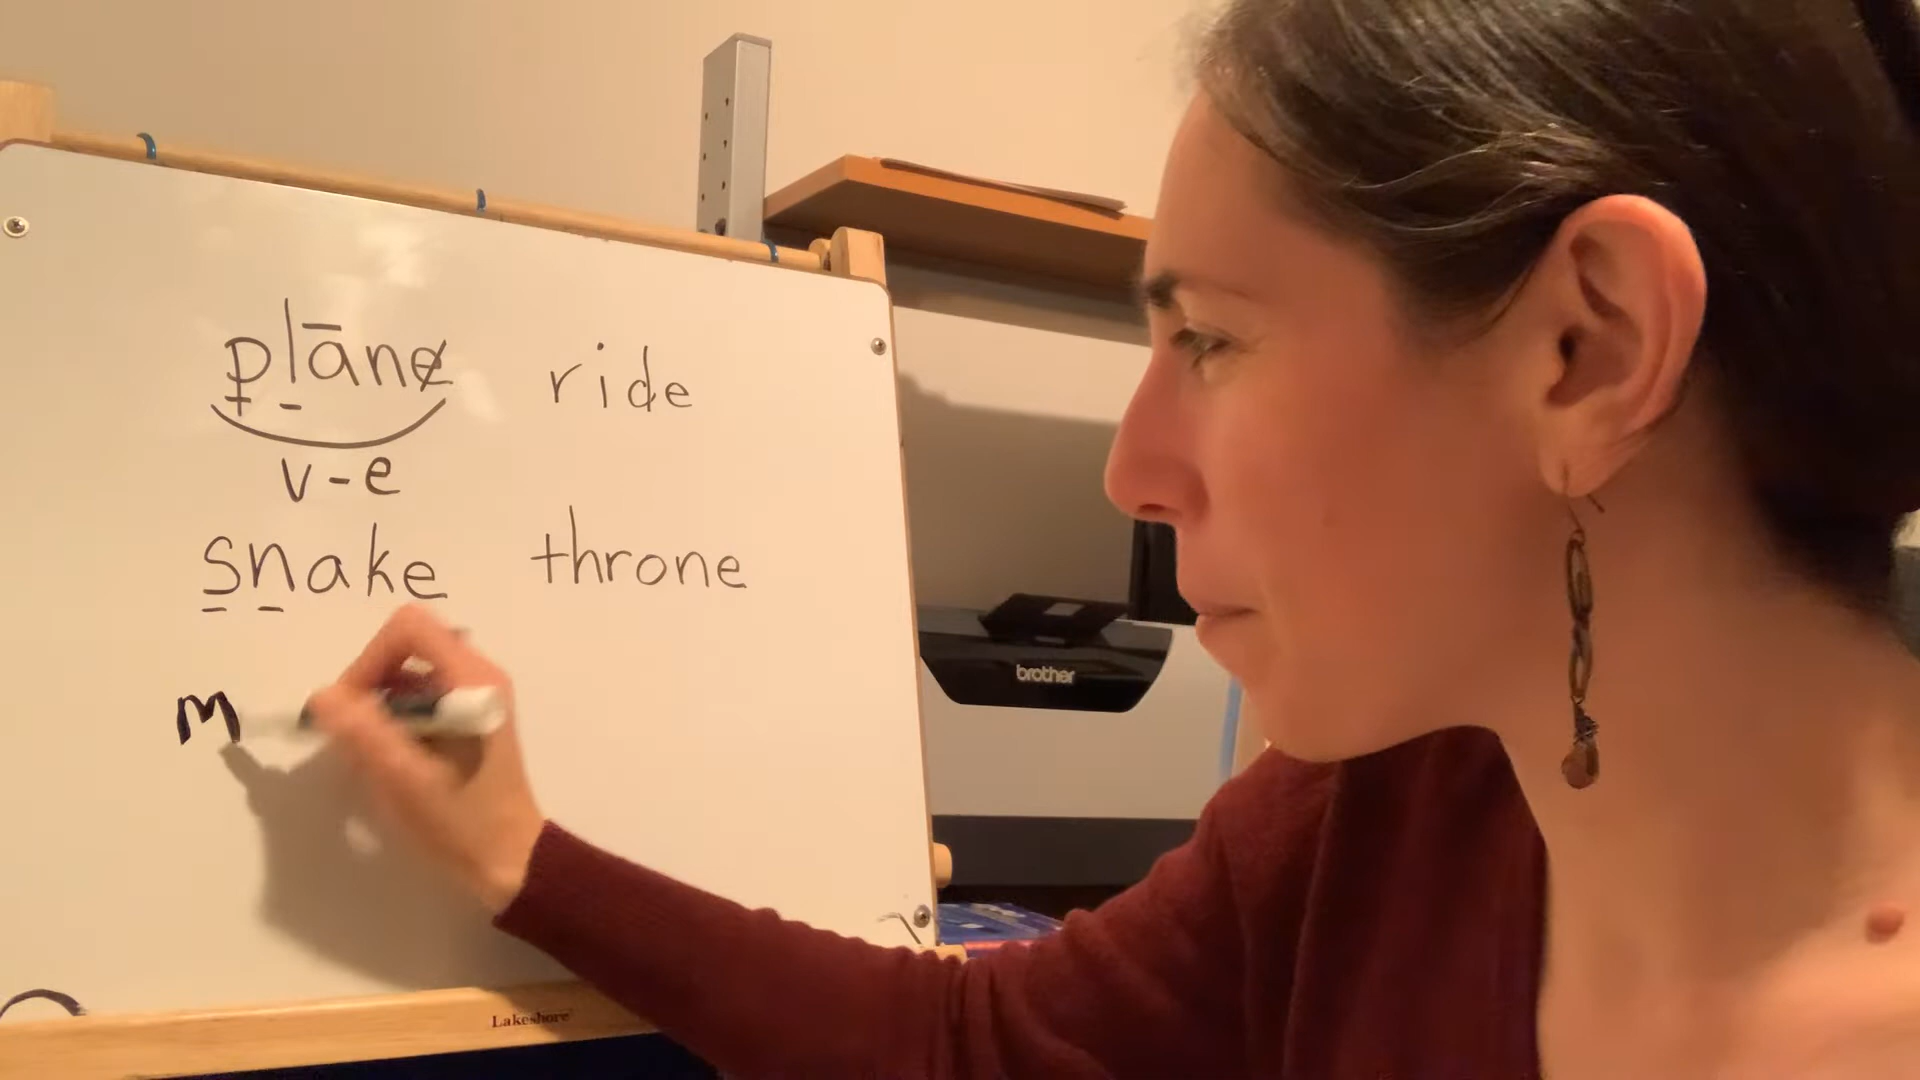 plāne ride
v-e
snake throne
m
brother
Lakeshore